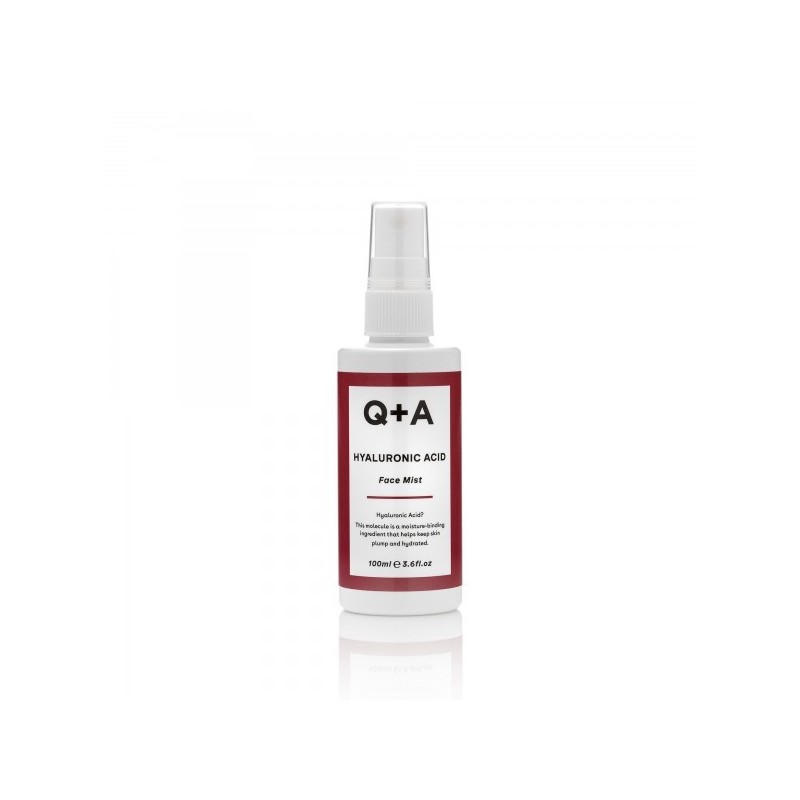 Q+A
HYALURONIC ACID
Face Mist
Hyaluronic Acid?
This molecule is a moisture-binding
ingredient that helps keep skin
plump and hydrated.
100ml ℮ 3.6fl.oz